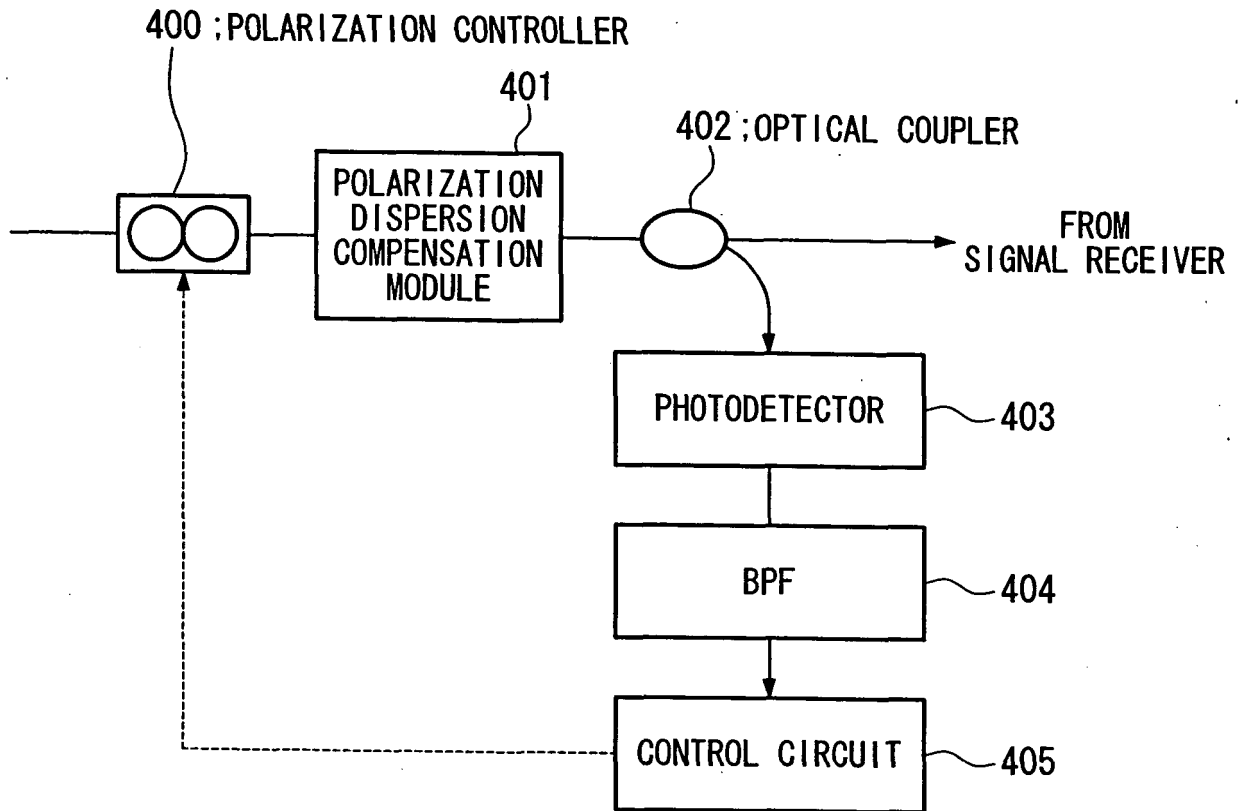 400 ;POLARIZATION CONTROLLER
401
402 ;OPTICAL COUPLER
POLARIZATION
DISPERSION
COMPENSATION
MODULE
FROM
SIGNAL RECEIVER
PHOTODETECTOR
403
BPF
404
CONTROL CIRCUIT
405